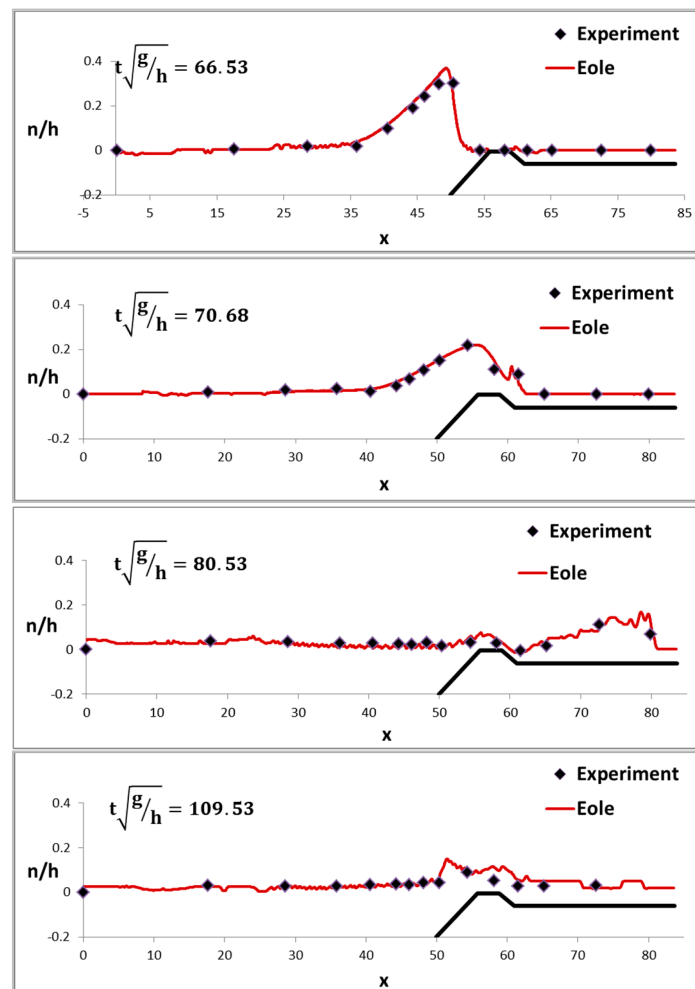 0.4
Experiment
t√g/h = 66.53
Eole
0.2
n/h
0
-0.2
-5 5 15 25 35 45 55 65 75 85
x
0.4
Experiment
t√g/h = 70.68
Eole
0.2
n/h
0
-0.2
0 10 20 30 40 50 60 70 80
x
Experiment
0.4
t√g/h = 80.53
Eole
0.2
n/h
0
-0.2
0 10 20 30 40 50 60 70 80
x
Experiment
0.4
t√g/h = 109.53
Eole
0.2
n/h
0
-0.2
0 10 20 30 40 50 60 70 80
x